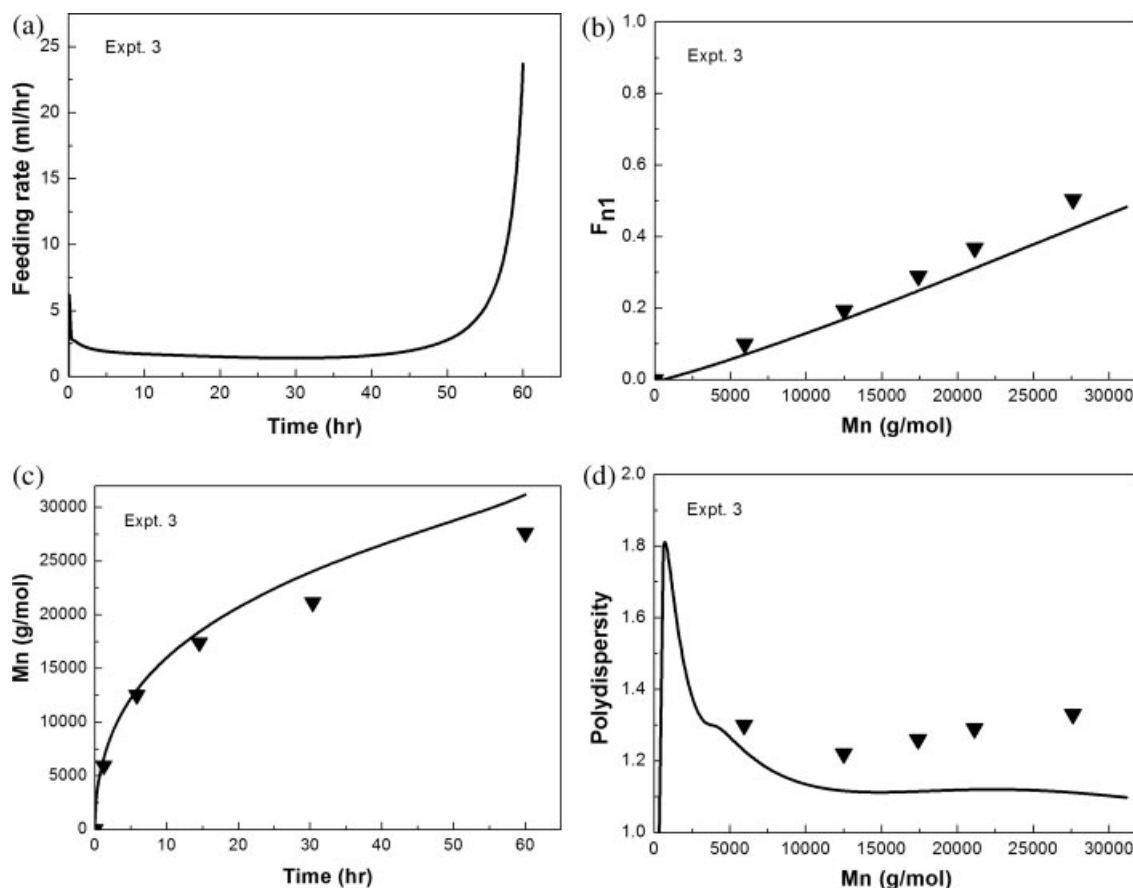 (a)
Expt. 3
Feeding rate (ml/hr)
25
20
15
10
5
0
0 10 20 30 40 50 60
Time (hr)
(b)
Expt. 3
Fn1
1.0
0.8
0.6
0.4
0.2
0.0
0 5000 10000 15000 20000 25000 30000
Mn (g/mol)
(c)
Expt. 3
Mn (g/mol)
30000
25000
20000
15000
10000
5000
0
0 10 20 30 40 50 60
Time (hr)
(d)
Expt. 3
Polydispersity
2.0
1.8
1.6
1.4
1.2
1.0
0 5000 10000 15000 20000 25000 30000
Mn (g/mol)